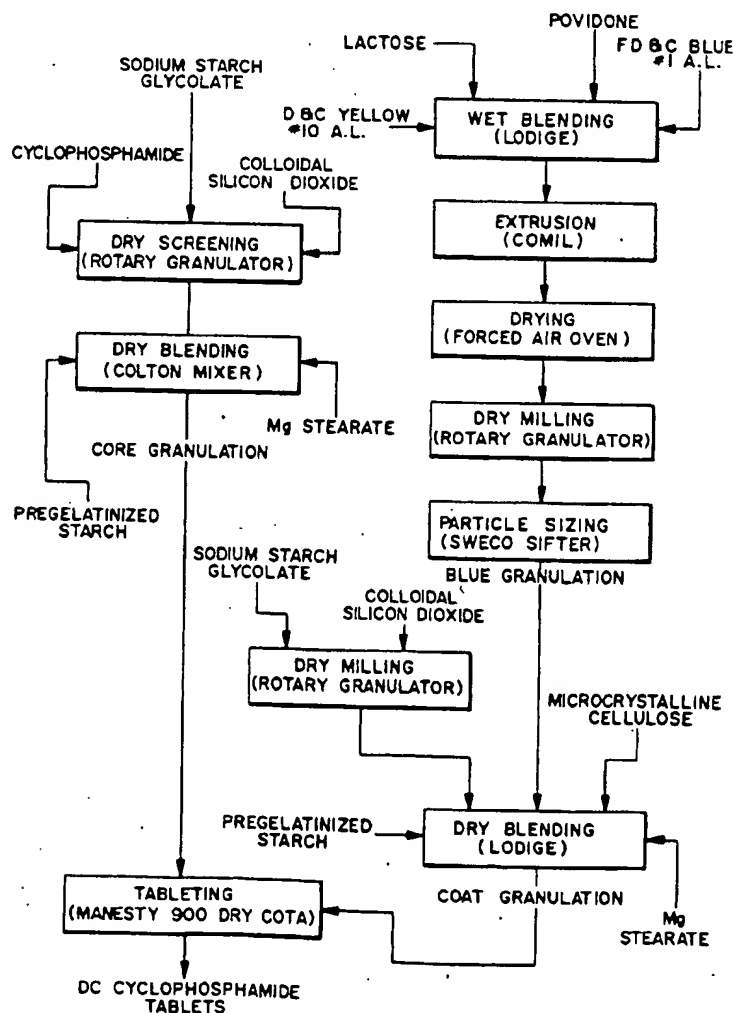 LACTOSE
POVIDONE
FD & C BLUE
#1 A.L.
SODIUM STARCH
GLYCOLATE
D & C YELLOW
#10 A.L.
WET BLENDING
(LODIGE)
CYCLOPHOSPHAMIDE
COLLOIDAL
SILICON DIOXIDE
EXTRUSION
(COMIL)
DRY SCREENING
(ROTARY GRANULATOR)
DRYING
(FORCED AIR OVEN)
DRY BLENDING
(COLTON MIXER)
DRY MILLING
(ROTARY GRANULATOR)
Mg STEARATE
CORE GRANULATION
PREGELATINIZED
STARCH
PARTICLE SIZING
(SWECO SIFTER)
BLUE GRANULATION
SODIUM STARCH
GLYCOLATE
COLLOIDAL
SILICON DIOXIDE
DRY MILLING
(ROTARY GRANULATOR)
MICROCRYSTALLINE
CELLULOSE
PREGELATINIZED
STARCH
DRY BLENDING
(LODIGE)
TABLETING
(MANESTY 900 DRY COTA)
COAT GRANULATION
Mg
STEARATE
DC CYCLOPHOSPHAMIDE
TABLETS